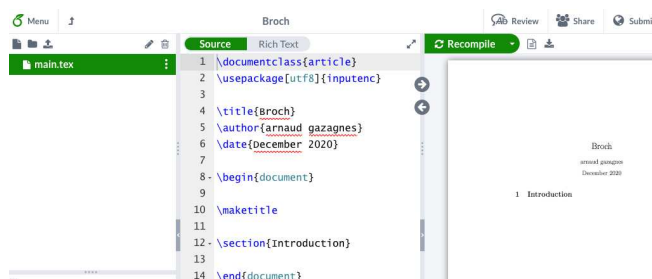 Menu
Broch
Review
Share
Submi
Source
Rich Text
Recompile
main.tex
1 \documentclass{article}
2 \usepackage[utf8]{inputenc}
3
4 \title{Broch}
5 \author{arnaud gazagnes}
6 \date{December 2020}
7
8 \begin{document}
9
10 \maketitle
11
12 \section{Introduction}
13
14 \end{document}
Broch
arnaud gazagnes
December 2020
1 Introduction